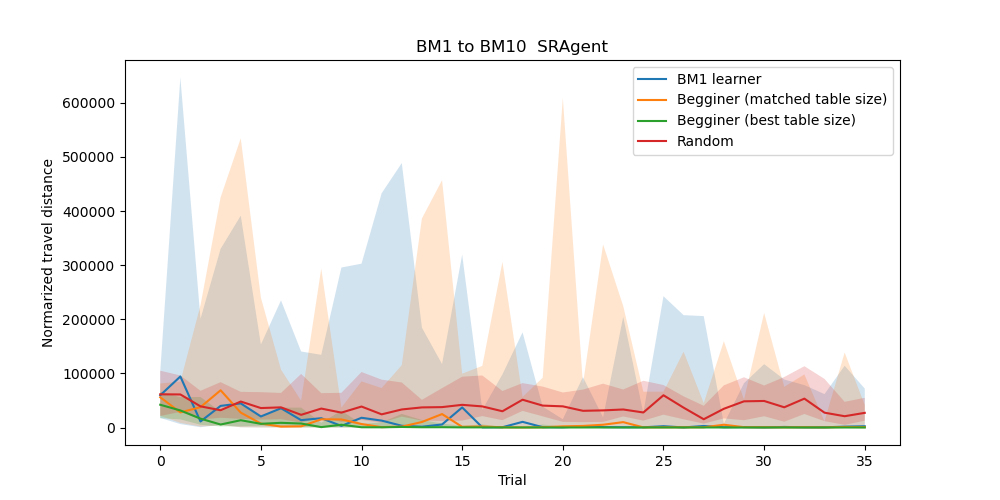 BM1 to BM10  SRAgent
Normarized travel distance
600000
500000
400000
300000
200000
100000
0
0 5 10 15 20 25 30 35
Trial
BM1 learner
Begginer (matched table size)
Begginer (best table size)
Random